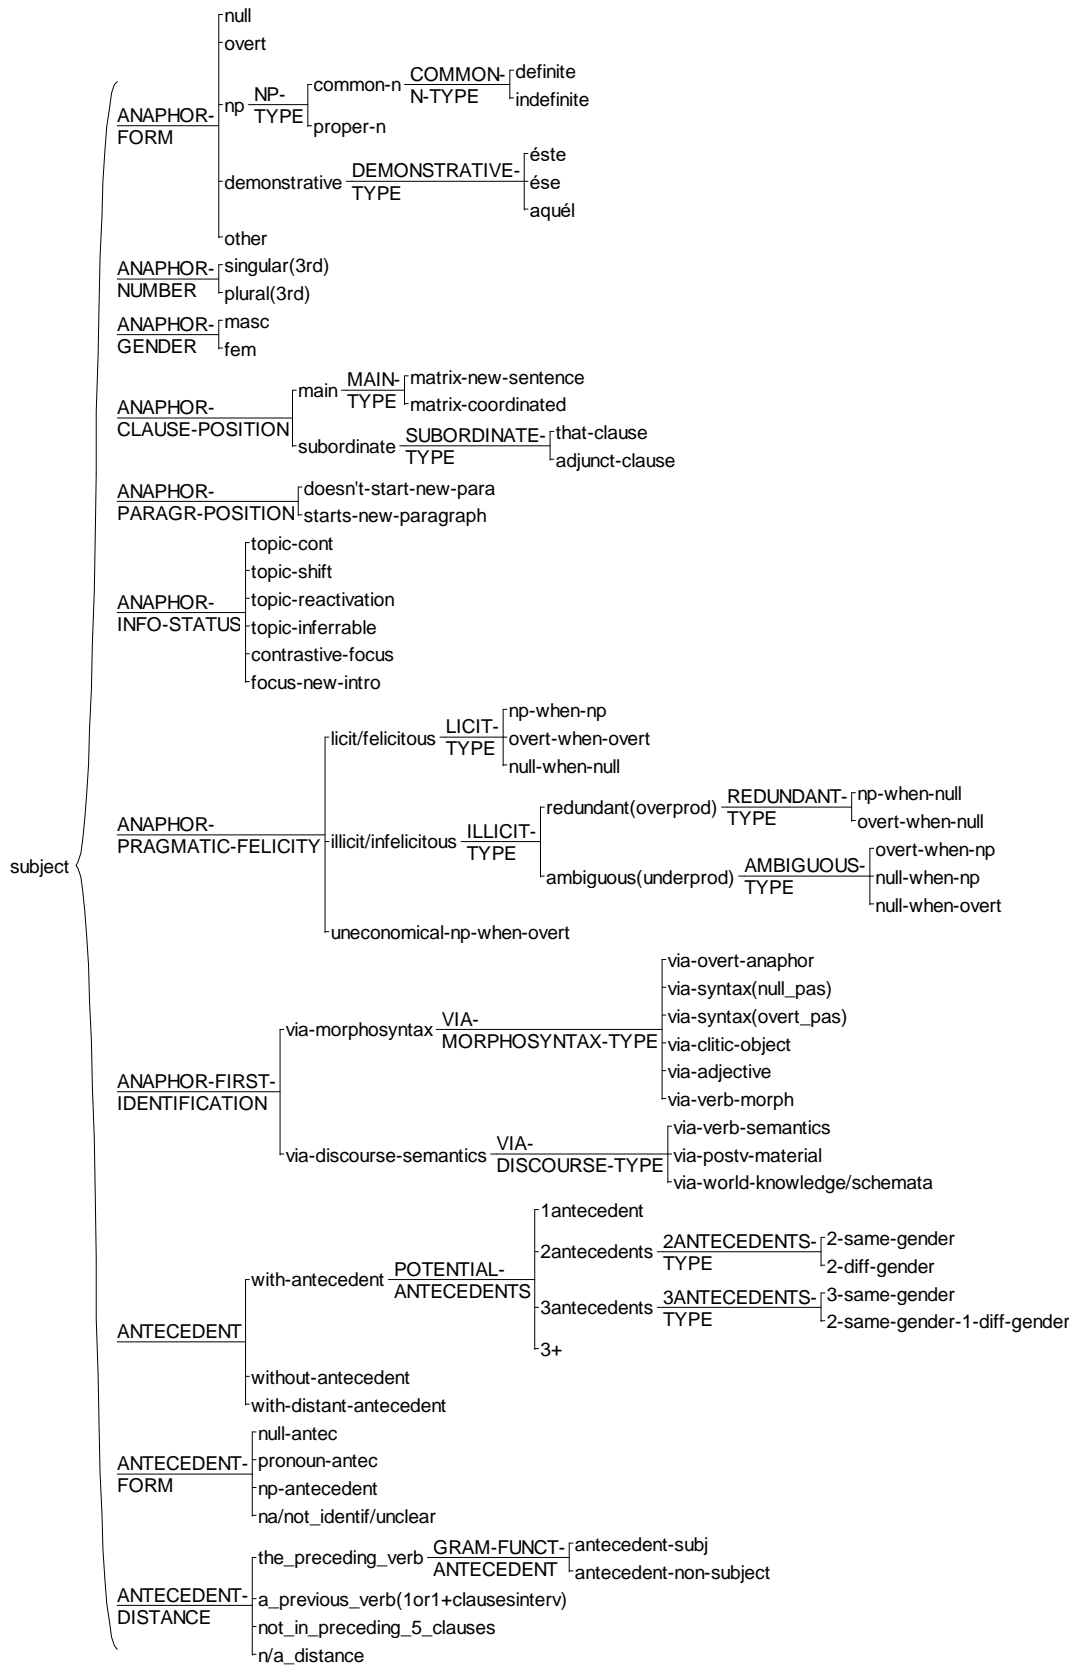 null
overt
np
NP-
TYPE
common-n
COMMON-
N-TYPE
definite
indefinite
proper-n
ANAPHOR-
FORM
demonstrative
DEMONSTRATIVE-
TYPE
éste
ése
aquél
other
ANAPHOR-
NUMBER
singular(3rd)
plural(3rd)
ANAPHOR-
GENDER
masc
fem
ANAPHOR-
CLAUSE-POSITION
main
MAIN-
TYPE
matrix-new-sentence
matrix-coordinated
subordinate
SUBORDINATE-
TYPE
that-clause
adjunct-clause
ANAPHOR-
PARAGR-POSITION
doesn't-start-new-para
starts-new-paragraph
ANAPHOR-
INFO-STATUS
topic-cont
topic-shift
topic-reactivation
topic-inferrable
contrastive-focus
focus-new-intro
subject
ANAPHOR-
PRAGMATIC-FELICITY
licit/felicitous
LICIT-
TYPE
np-when-np
overt-when-overt
null-when-null
illicit/infelicitous
ILLICIT-
TYPE
redundant(overprod)
REDUNDANT-
TYPE
np-when-null
overt-when-null
ambiguous(underprod)
AMBIGUOUS-
TYPE
overt-when-np
null-when-np
null-when-overt
uneconomical-np-when-overt
ANAPHOR-FIRST-
IDENTIFICATION
via-morphosyntax
VIA-
MORPHOSYNTAX-TYPE
via-overt-anaphor
via-syntax(null_pas)
via-syntax(overt_pas)
via-clitic-object
via-adjective
via-verb-morph
via-discourse-semantics
VIA-
DISCOURSE-TYPE
via-verb-semantics
via-postv-material
via-world-knowledge/schemata
ANTECEDENT
with-antecedent
POTENTIAL-
ANTECEDENTS
1antecedent
2antecedents
2ANTECEDENTS-
TYPE
2-same-gender
2-diff-gender
3antecedents
3ANTECEDENTS-
TYPE
3-same-gender
2-same-gender-1-diff-gender
3+
without-antecedent
with-distant-antecedent
ANTECEDENT-
FORM
null-antec
pronoun-antec
np-antecedent
na/not_identif/unclear
ANTECEDENT-
DISTANCE
the_preceding_verb
GRAM-FUNCT-
ANTECEDENT
antecedent-subj
antecedent-non-subject
a_previous_verb(1or1+clausesinterv)
not_in_preceding_5_clauses
n/a_distance